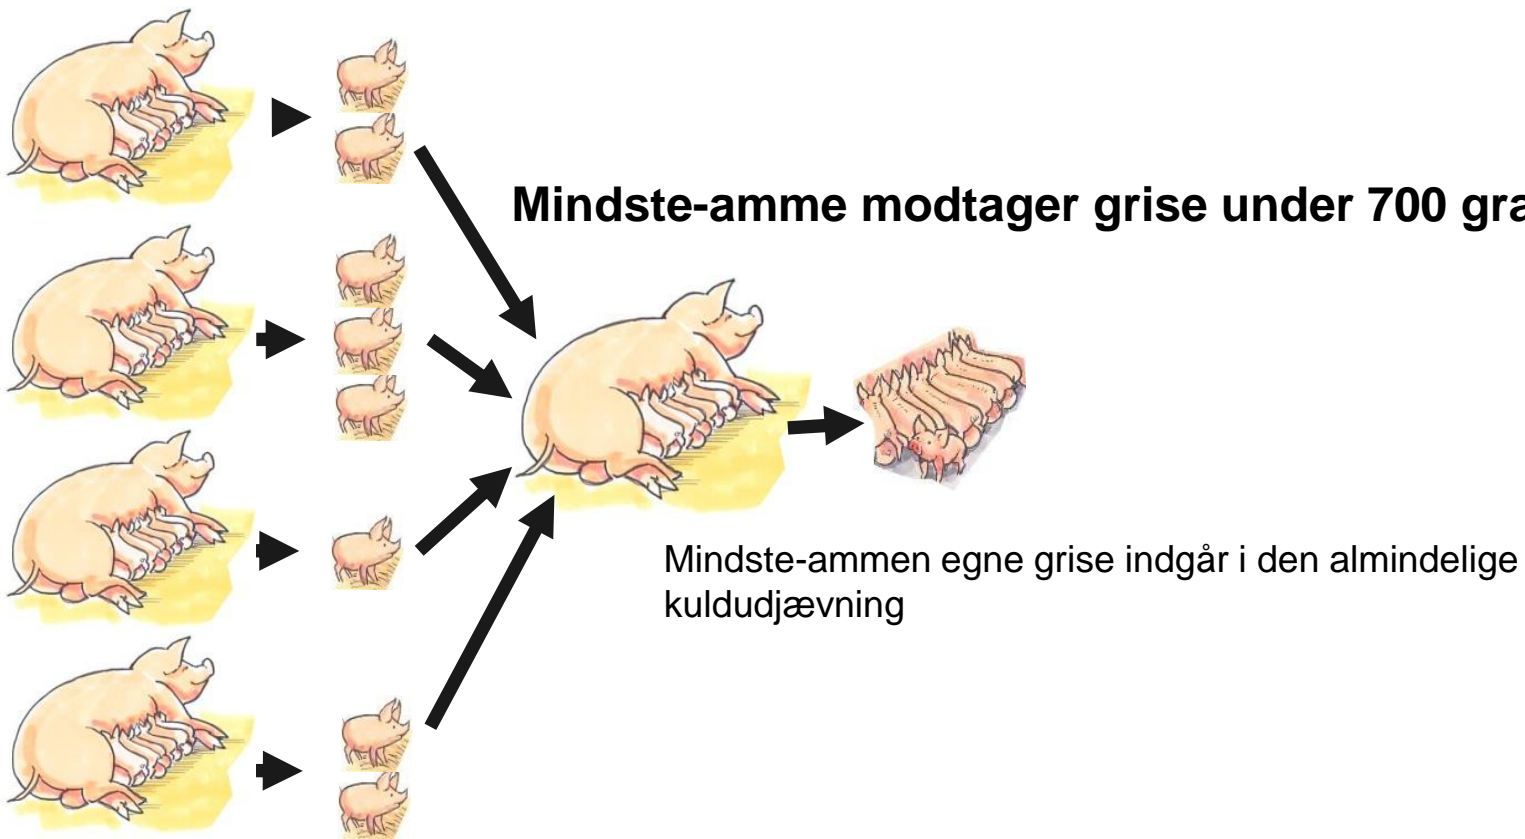 Mindste-amme modtager grise under 700 gra
Mindste-ammen egne grise indgår i den almindelige
kuldudjævning